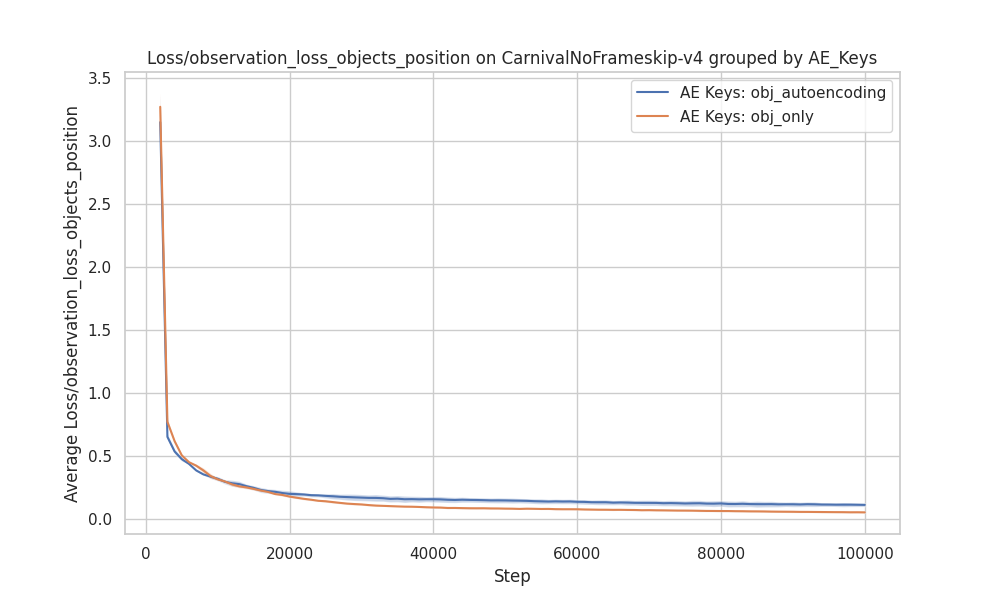 Loss/observation_loss_objects_position on CarnivalNoFrameskip-v4 grouped by AE_Keys
AE Keys: obj_autoencoding
AE Keys: obj_only
Average Loss/observation_loss_objects_position
3.5
3.0
2.5
2.0
1.5
1.0
0.5
0.0
0 20000 40000 60000 80000 100000
Step